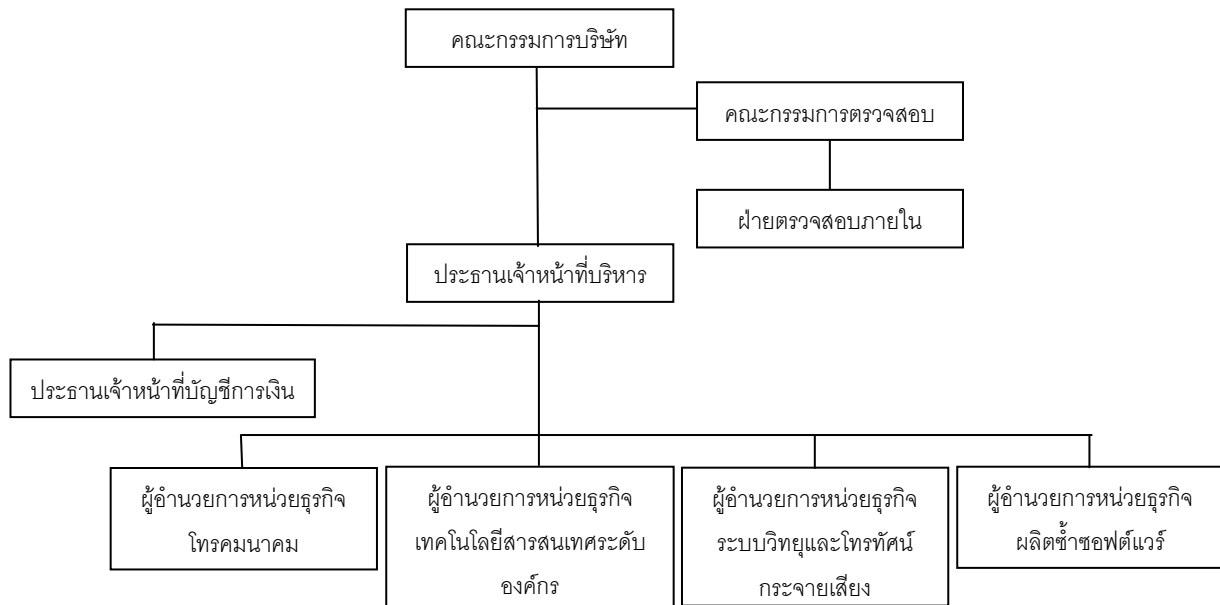 คณะกรรมการบริษัท
คณะกรรมการตรวจสอบ
ฝ่ายตรวจสอบภายใน
ประธานเจ้าหน้าที่บริหาร
ประธานเจ้าหน้าที่บัญชีการเงิน
ผู้อำนวยการหน่วยธุรกิจ
โทรคมนาคม
ผู้อำนวยการหน่วยธุรกิจ
เทคโนโลยีสารสนเทศระดับ
องค์กร
ผู้อำนวยการหน่วยธุรกิจ
ระบบวิทยุและโทรทัศน์
กระจายเสียง
ผู้อำนวยการหน่วยธุรกิจ
ผลิตซ้ำซอฟต์แวร์